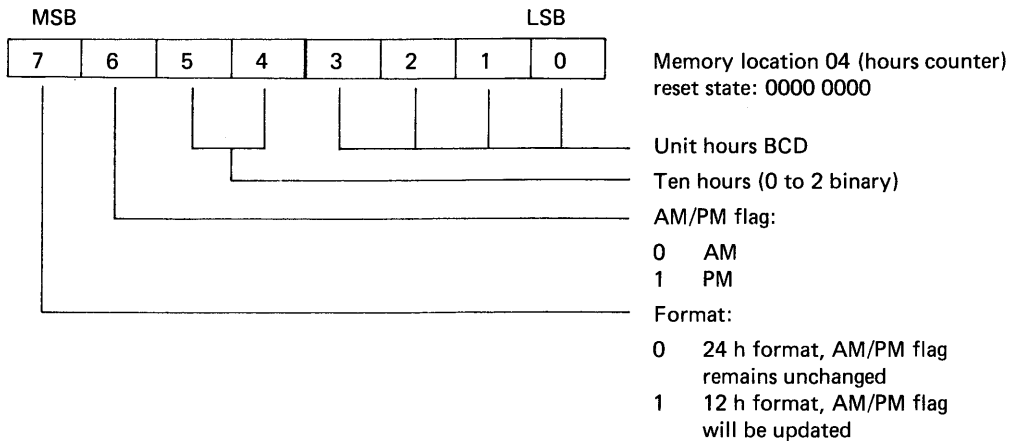 MSB LSB
7 6 5 4 3 2 1 0
Memory location 04 (hours counter)
reset state: 0000 0000
Unit hours BCD
Ten hours (0 to 2 binary)
AM/PM flag:
0 AM
1 PM
Format:
0 24 h format, AM/PM flag
remains unchanged
1 12 h format, AM/PM flag
will be updated